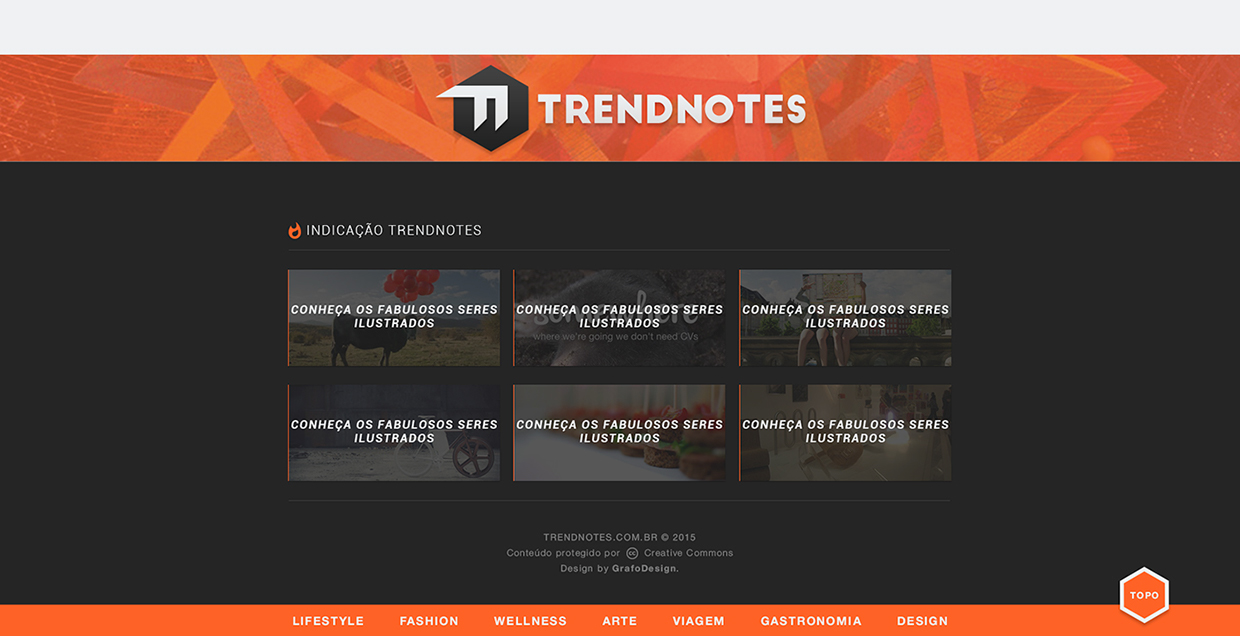 TRENDNOTES
INDICAÇÃO TRENDNOTES
CONHEÇA OS FABULOSOS SERES
ILUSTRADOS
CONHEÇA OS FABULOSOS SERES
ILUSTRADOS
where we're going we don't need CVs
CONHEÇA OS FABULOSOS SERES
ILUSTRADOS
CONHEÇA OS FABULOSOS SERES
ILUSTRADOS
CONHEÇA OS FABULOSOS SERES
ILUSTRADOS
CONHEÇA OS FABULOSOS SERES
ILUSTRADOS
TRENDNOTES.COM.BR © 2015
Conteúdo protegido por cc Creative Commons
Design by GrafoDesign.
TOPO
LIFESTYLE FASHION WELLNESS ARTE VIAGEM GASTRONOMIA DESIGN